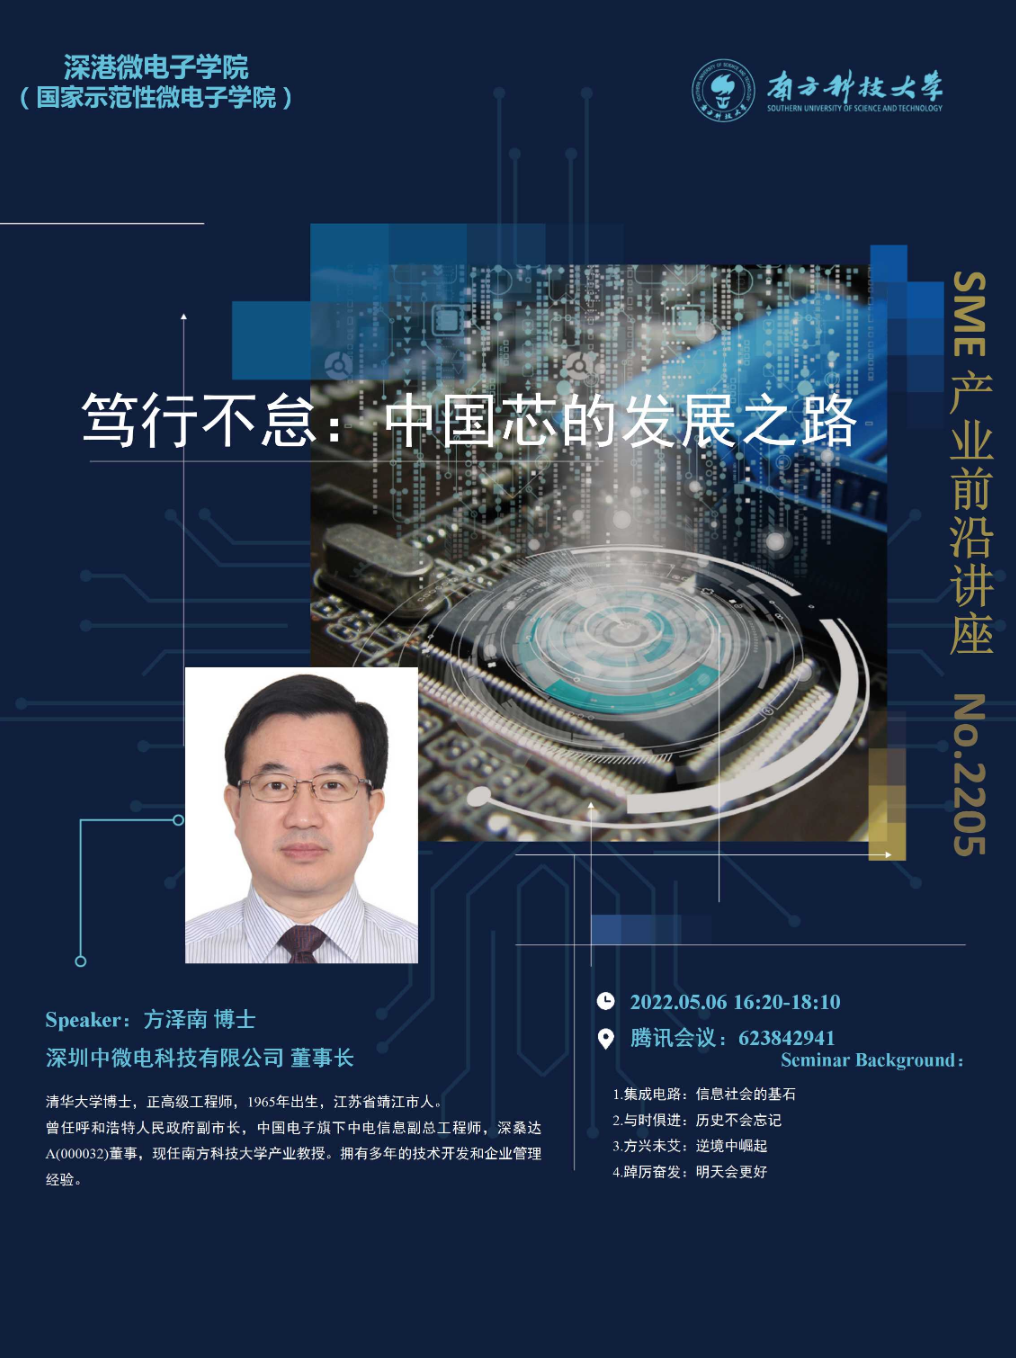 深港微电子学院
（国家示范性微电子学院）
南方科技大学
SOUTHERN UNIVERSITY OF SCIENCE AND TECHNOLOGY
SME 产业前沿讲座 No.2205
笃行不怠：中国芯的发展之路
Speaker：方泽南 博士
深圳中微电科技有限公司 董事长
清华大学博士，正高级工程师，1965年出生，江苏省靖江市人。
曾任呼和浩特人民政府副市长，中国电子旗下中电信息副总工程师，深桑达
A(000032)董事，现任南方科技大学产业教授。拥有多年的技术开发和企业管理
经验。
2022.05.06 16:20-18:10
腾讯会议：623842941
Seminar Background：
1.集成电路：信息社会的基石
2.与时俱进：历史不会忘记
3.方兴未艾：逆境中崛起
4.踔厉奋发：明天会更好